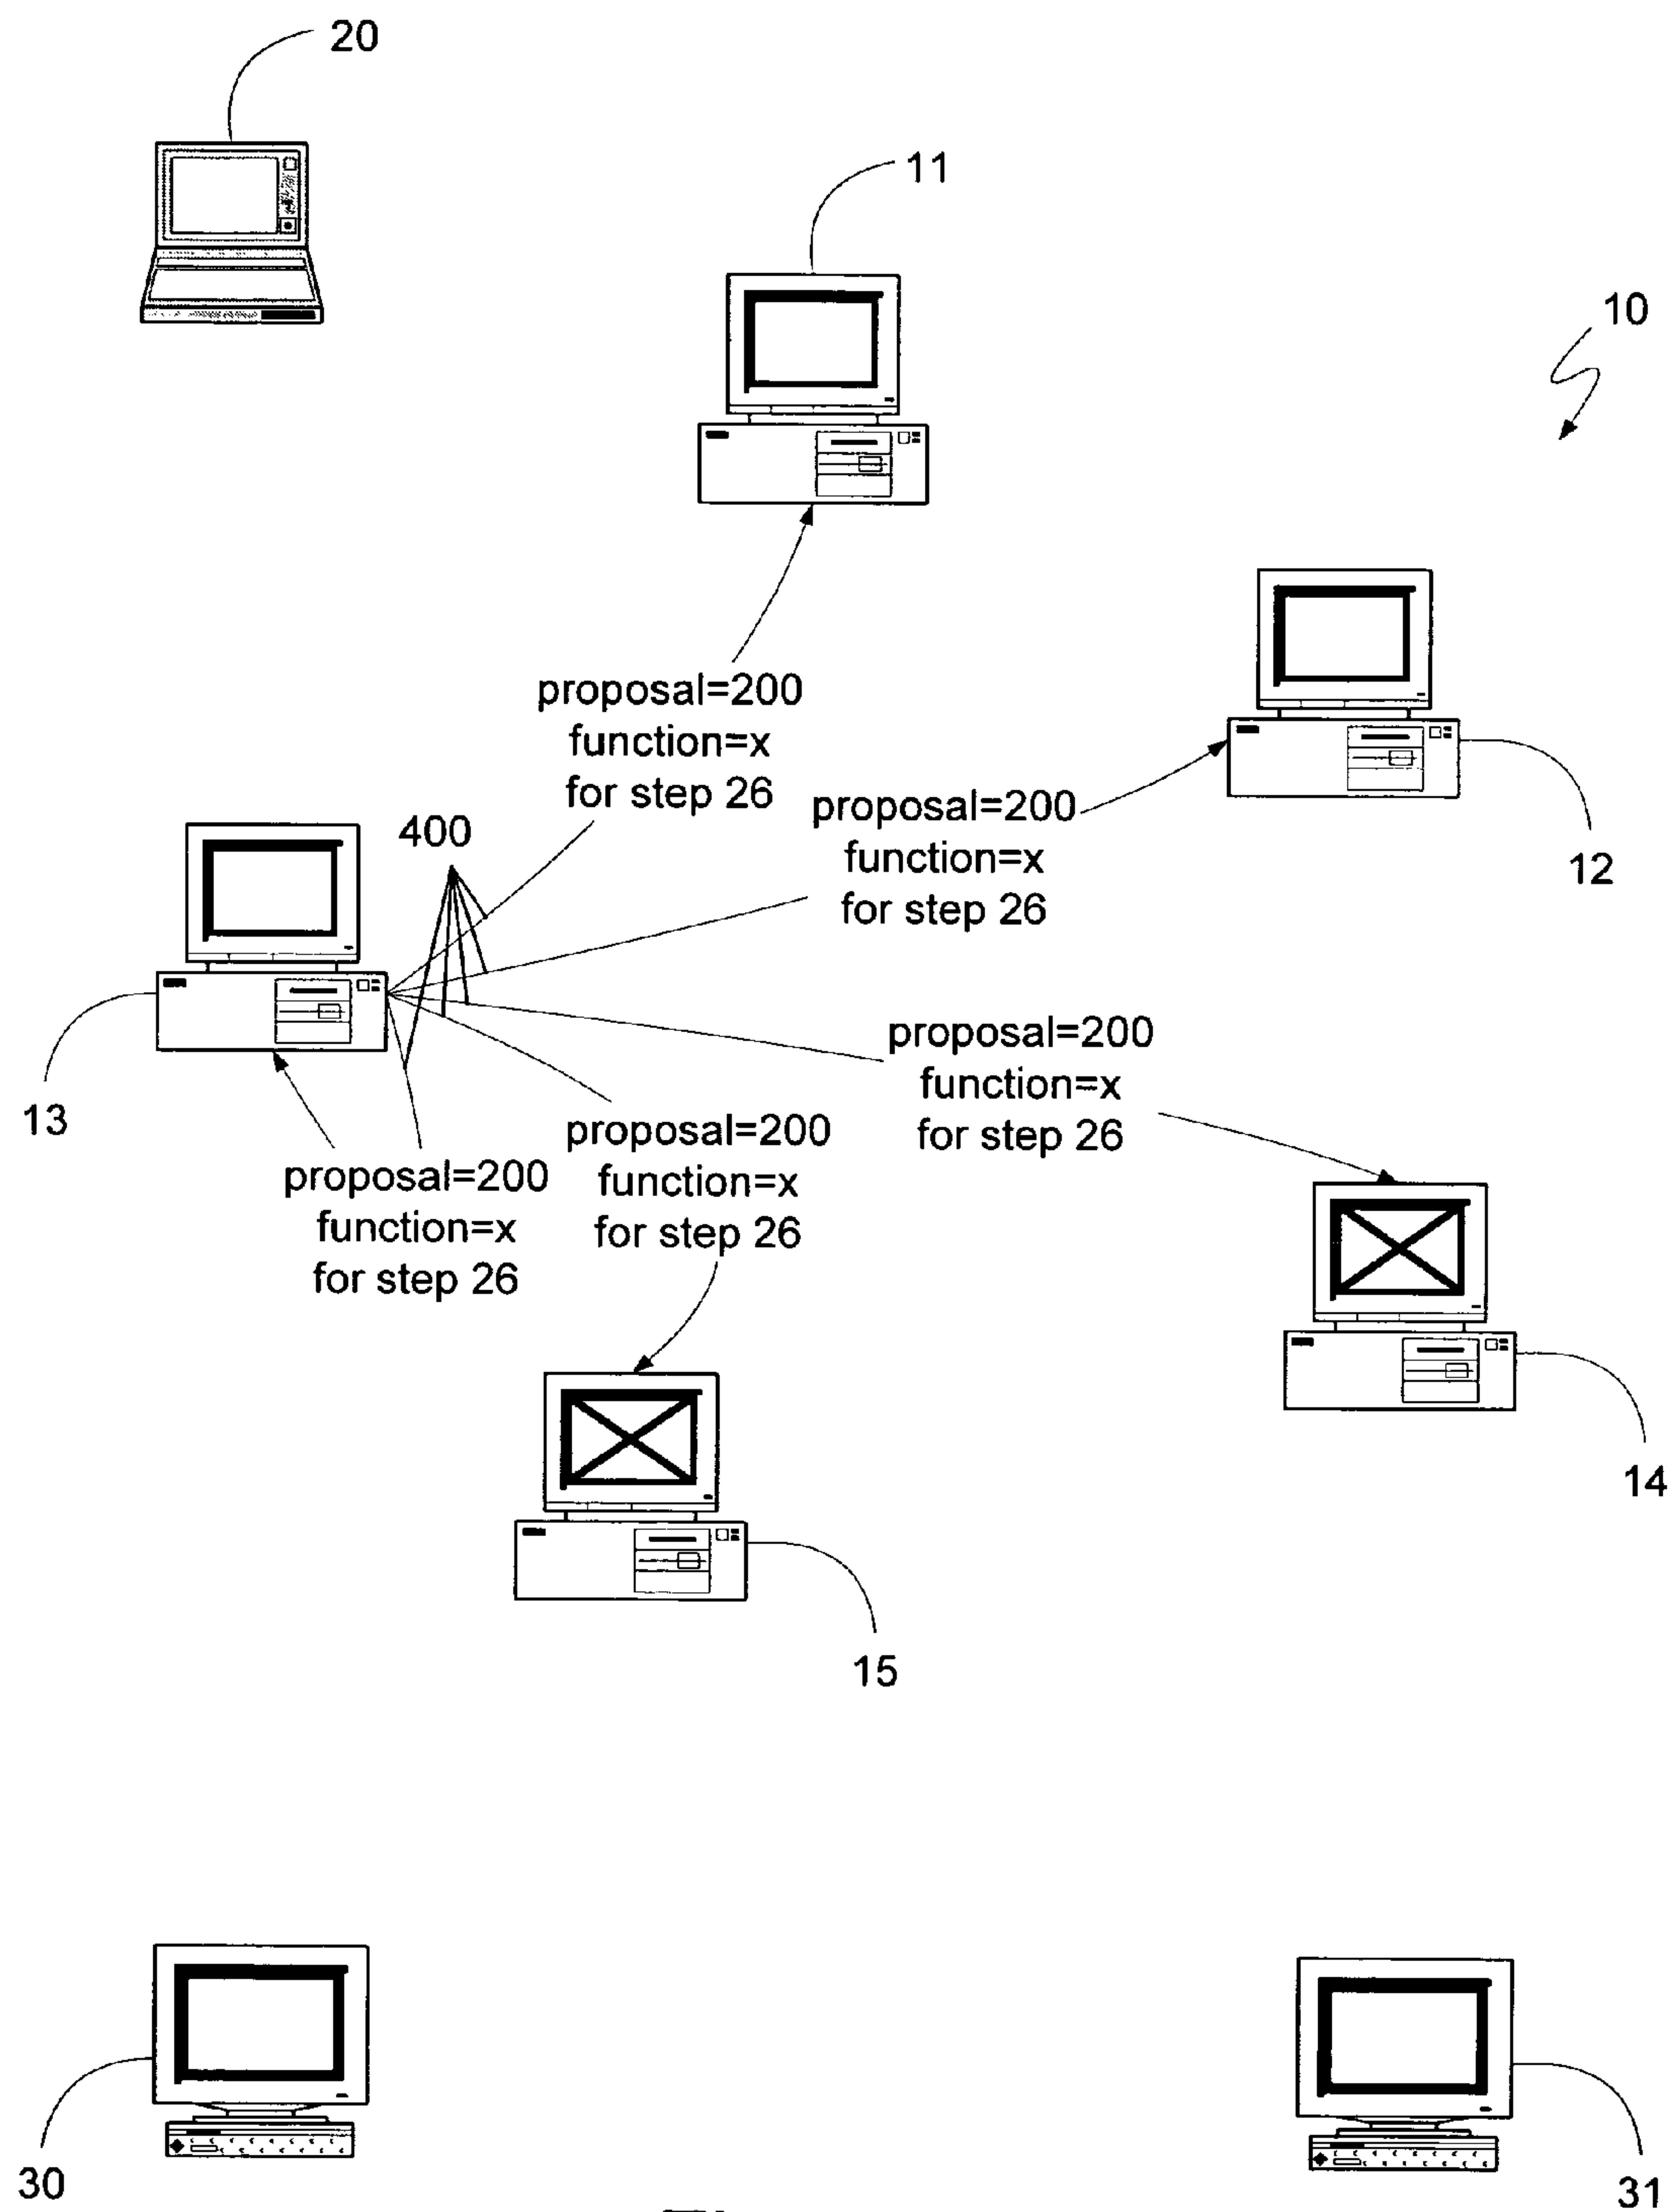 20
11
10
proposal=200
function=x
for step 26
proposal=200
function=x
for step 26
12
400
13
proposal=200
function=x
for step 26
proposal=200
function=x
for step 26
proposal=200
function=x
for step 26
14
15
30
31